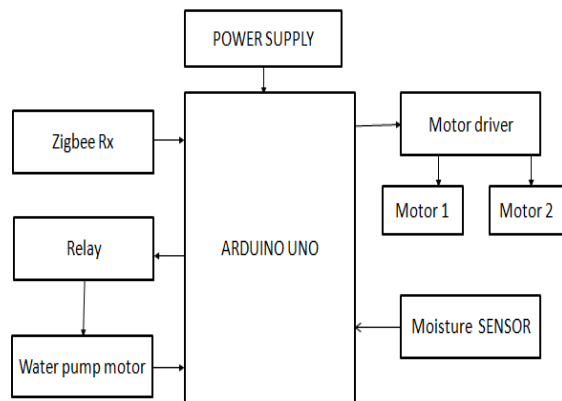 POWER SUPPLY
Zigbee Rx
Motor driver
Motor 1
Motor 2
Relay
ARDUINO UNO
Moisture SENSOR
Water pump motor